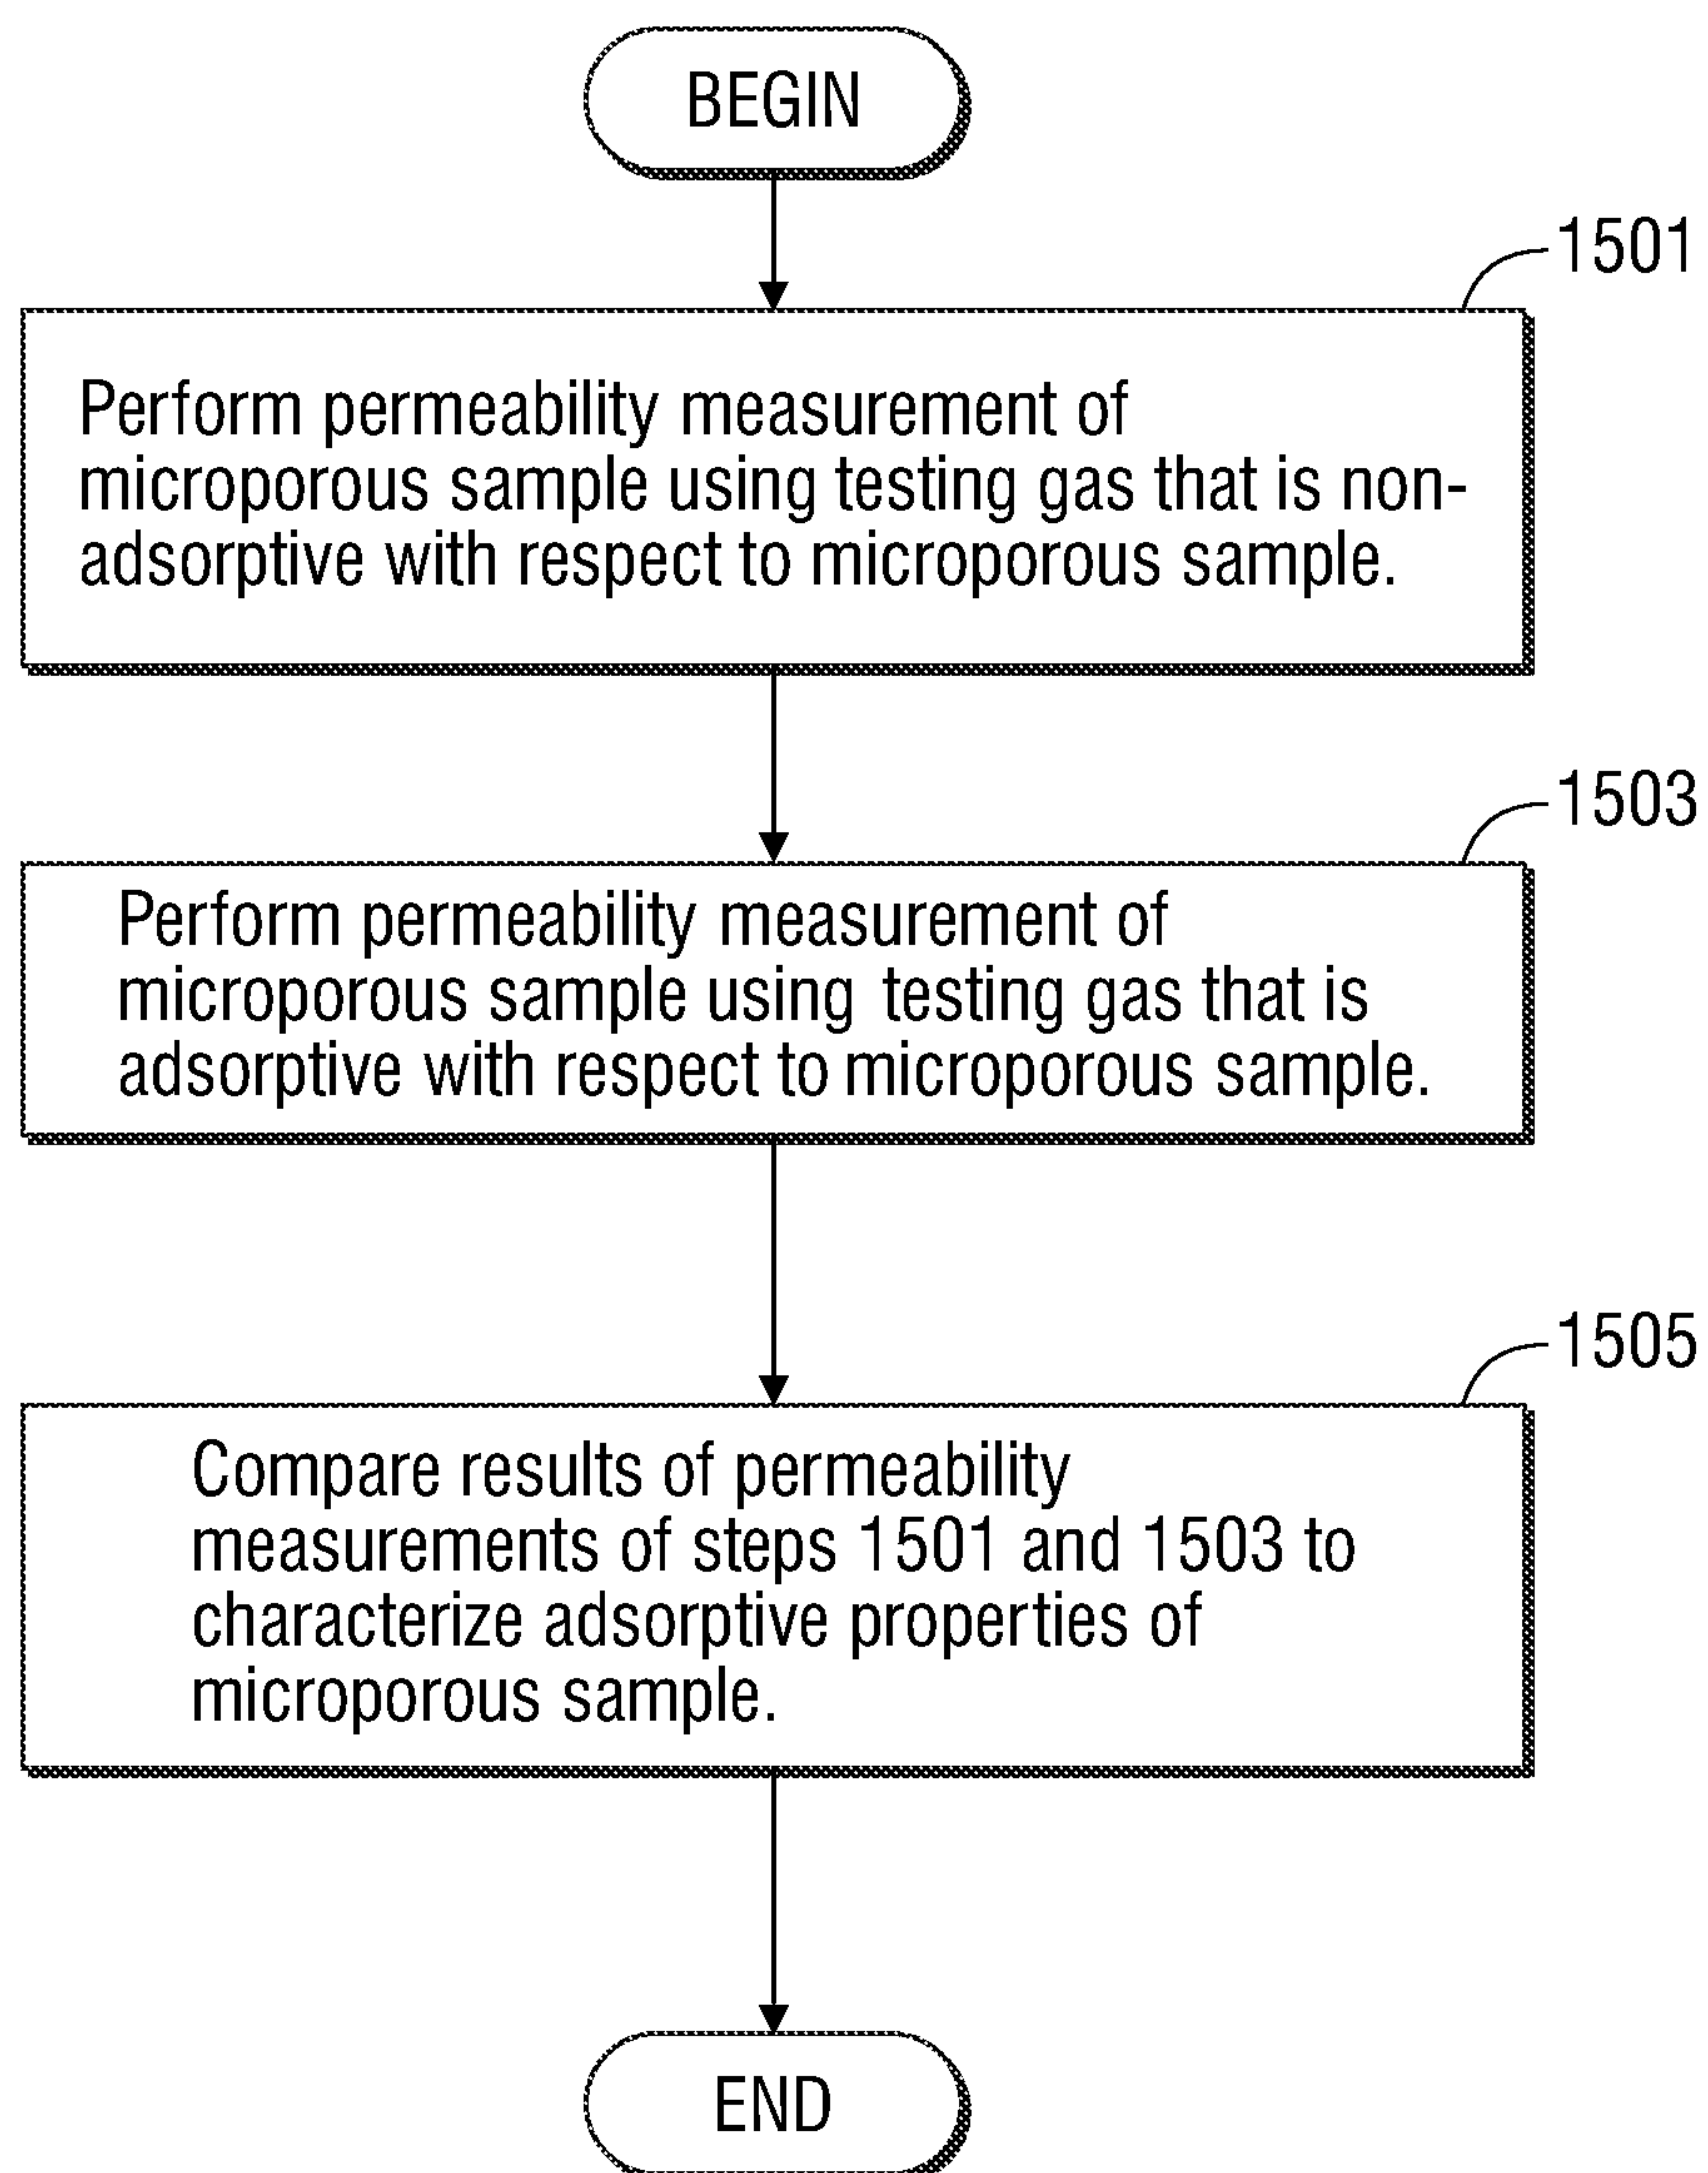 BEGIN
1501
Perform permeability measurement of
microporous sample using testing gas that is non-
adsorptive with respect to microporous sample.
1503
Perform permeability measurement of
microporous sample using testing gas that is
adsorptive with respect to microporous sample.
1505
Compare results of permeability
measurements of steps 1501 and 1503 to
characterize adsorptive properties of
microporous sample.
END